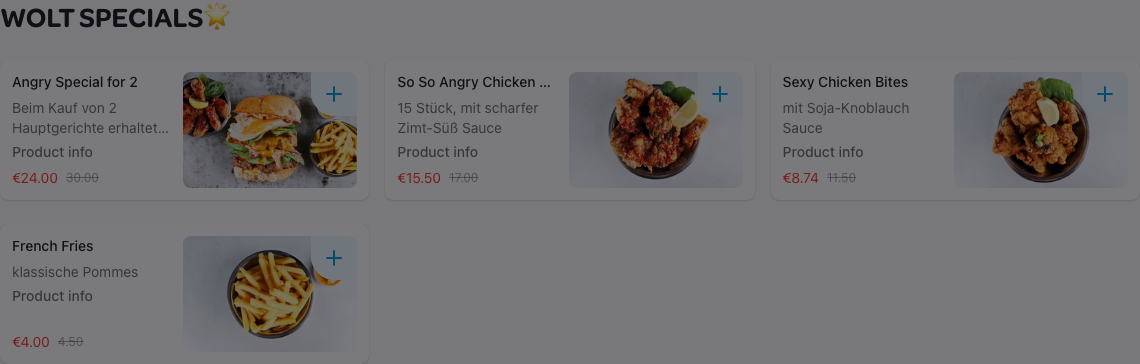 WOLT SPECIALS🌟
Angry Special for 2
Beim Kauf von 2
Hauptgerichte erhaltet...
Product info
€24.00 30.00
So So Angry Chicken ...
15 Stück, mit scharfer
Zimt-Süß Sauce
Product info
€15.50 17.00
Sexy Chicken Bites
mit Soja-Knoblauch
Sauce
Product info
€8.74 11.50
French Fries
klassische Pommes
Product info
€4.00 4.50